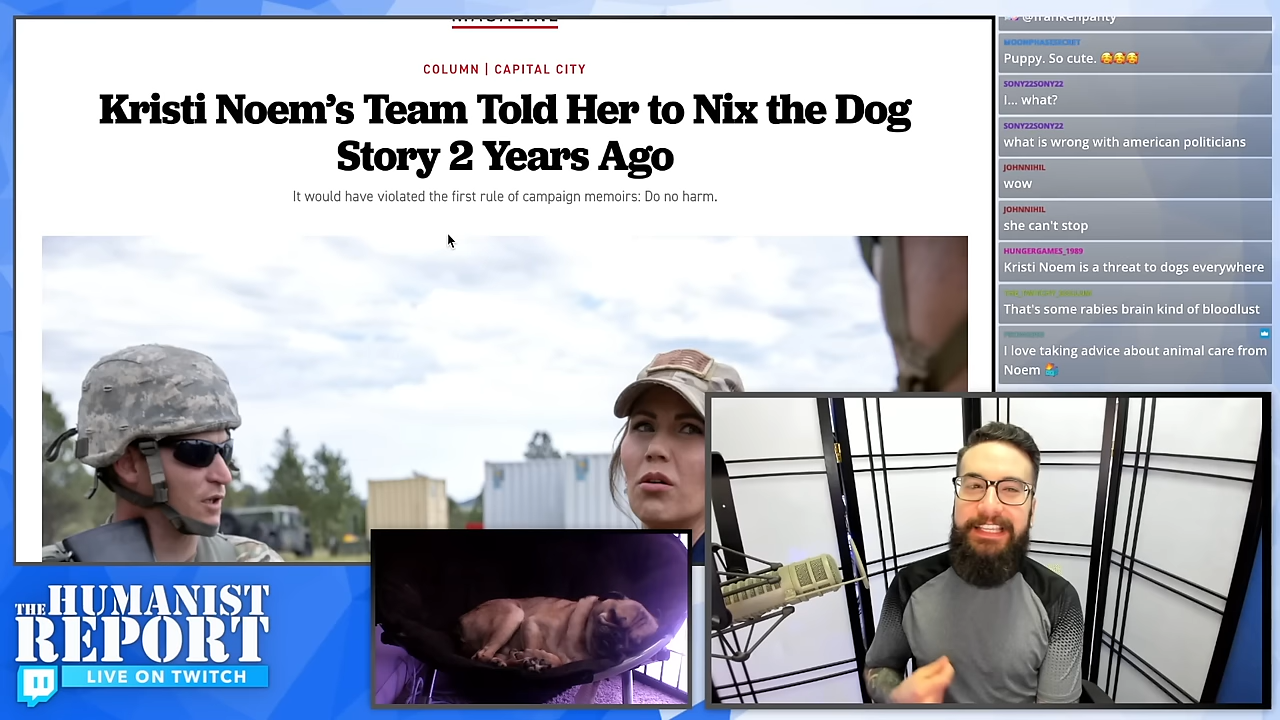 MAGAZINE
COLUMN | CAPITAL CITY
Kristi Noem's Team Told Her to Nix the Dog
Story 2 Years Ago
It would have violated the first rule of campaign memoirs: Do no harm.
@frankenpanty
MOONPHASESECRET
Puppy. So cute. 🥰🥰🥰
SONY22SONY22
I... what?
SONY22SONY22
what is wrong with american politicians
JOHNNIHIL
wow
JOHNNIHIL
she can't stop
HUNGERGAMES_1989
Kristi Noem is a threat to dogs everywhere
That's some rabies brain kind of bloodlust
I love taking advice about animal care from
Noem
THE HUMANIST
REPORT
LIVE ON TWITCH